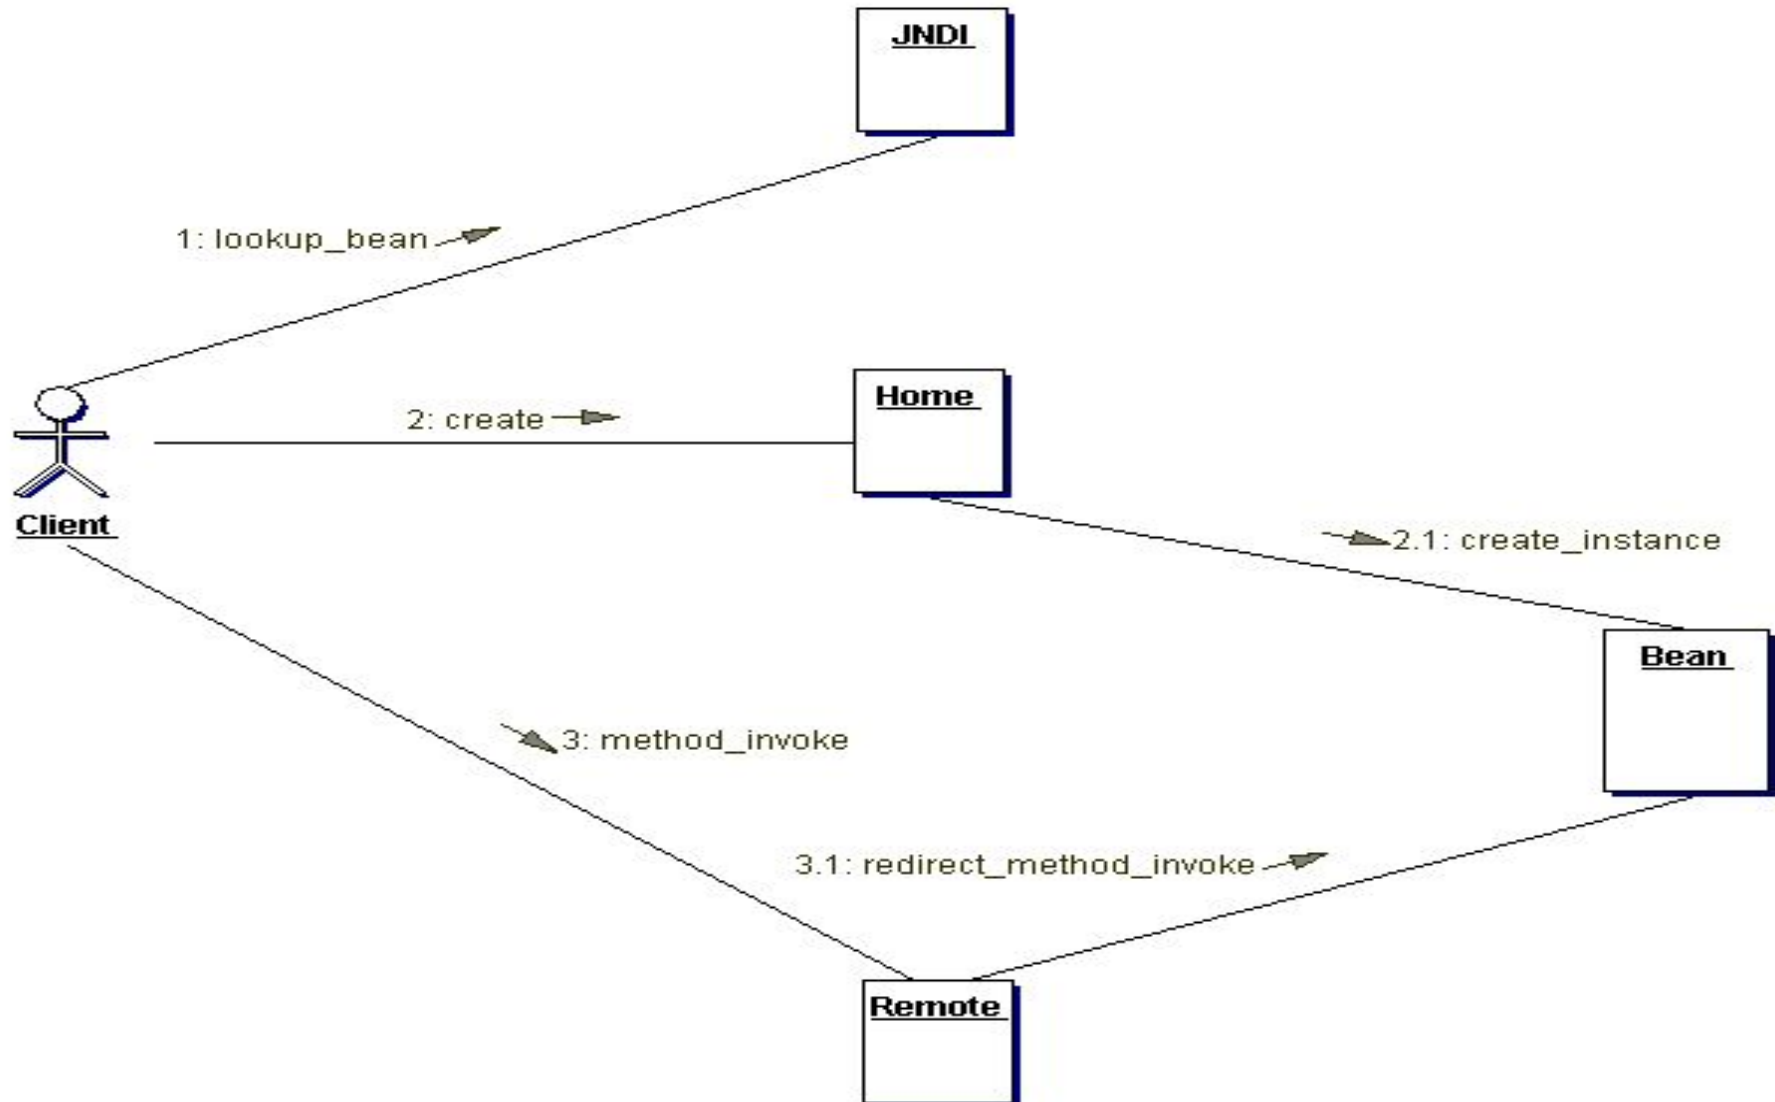 JNDI
1: lookup_bean
Home
2: create
Client
2.1: create_instance
Bean
3: method_invoke
3.1: redirect_method_invoke
Remote